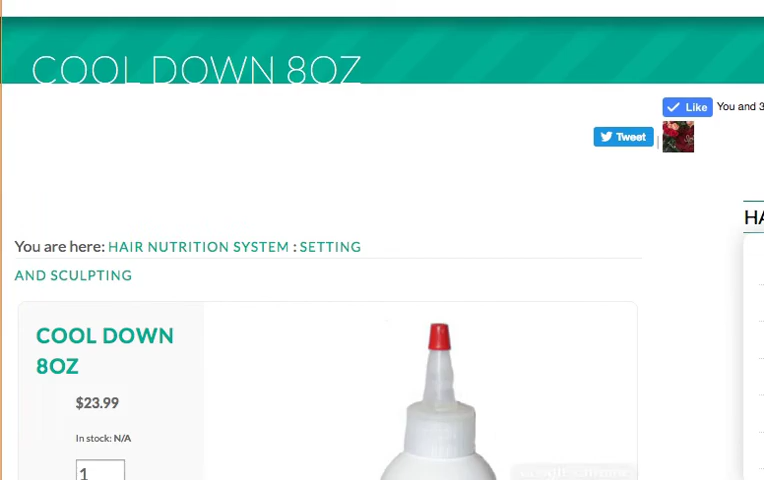 COOL DOWN 8OZ
Like You and 3
Tweet
HA
You are here: HAIR NUTRITION SYSTEM : SETTING
AND SCULPTING
COOL DOWN
8OZ
$23.99
In stock: N/A
1